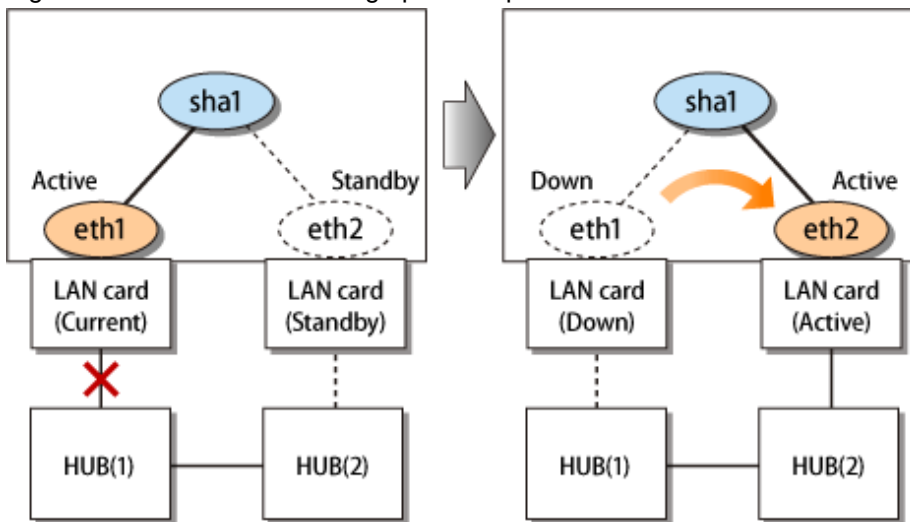 sha1
Active
Standby
eth1
eth2
LAN card
(Current)
LAN card
(Standby)
HUB(1)
HUB(2)
sha1
Down
Active
eth1
eth2
LAN card
(Down)
LAN card
(Active)
HUB(1)
HUB(2)